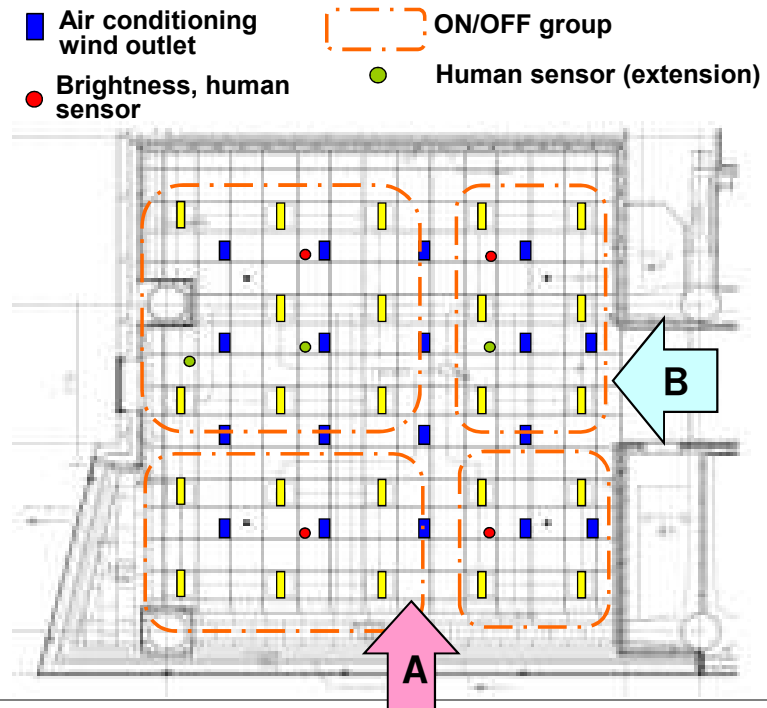 Air conditioning
wind outlet
ON/OFF group
Brightness, human
sensor
Human sensor (extension)
B
A